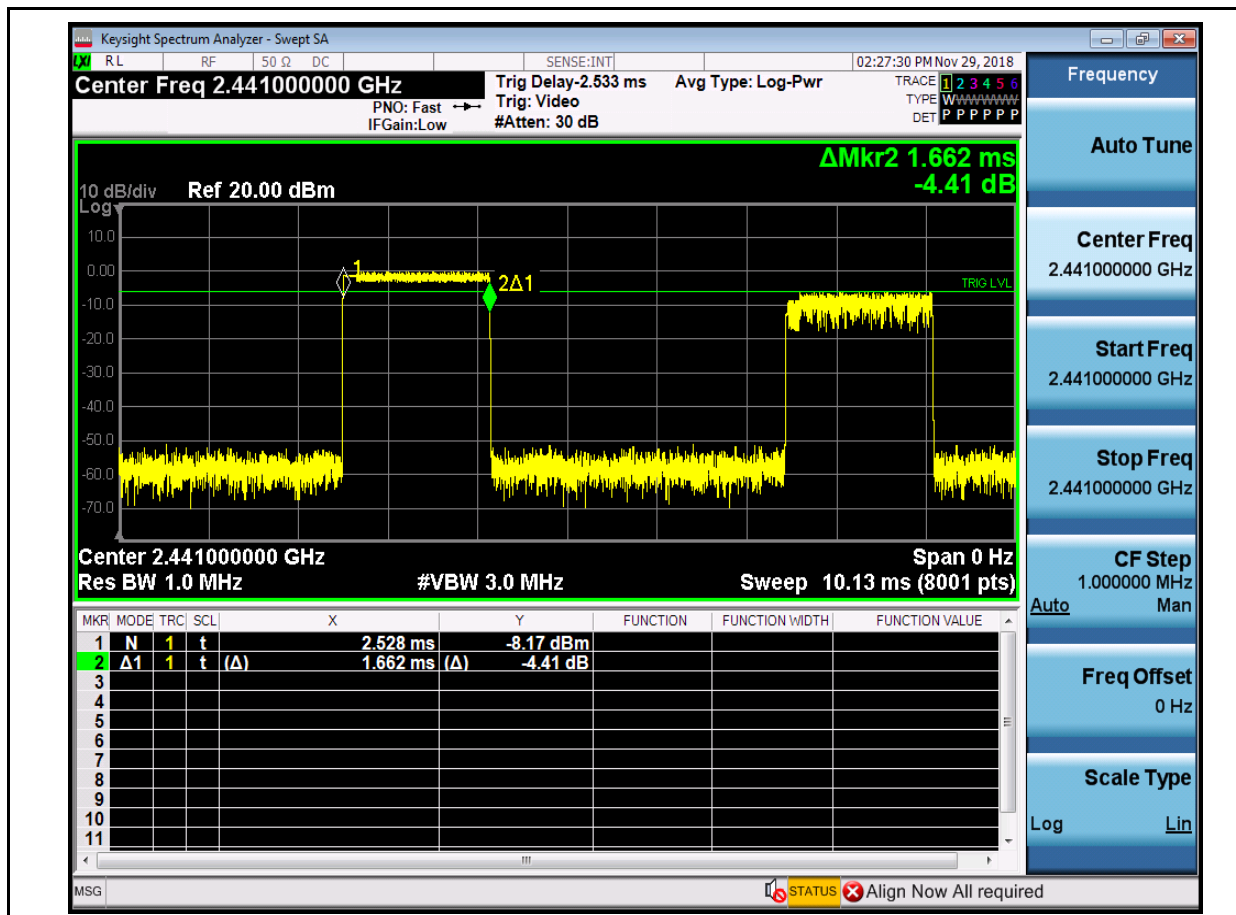 Keysight Spectrum Analyzer - Swept SA
LXI RL RF 50 Ω DC SENSE:INT 02:27:30 PM Nov 29, 2018
Center Freq 2.441000000 GHz
PNO: Fast
IFGain:Low
Trig Delay-2.533 ms
Trig: Video
#Atten: 30 dB
Avg Type: Log-Pwr
TRACE 1 2 3 4 5 6
TYPE WWWWWWW
DET P P P P P P
ΔMkr2 1.662 ms
-4.41 dB
10 dB/div Ref 20.00 dBm
Log
10.0
0.00
-10.0
-20.0
-30.0
-40.0
-50.0
-60.0
-70.0
1
2Δ1
TRIG LVL
Center 2.441000000 GHz Span 0 Hz
Res BW 1.0 MHz #VBW 3.0 MHz Sweep 10.13 ms (8001 pts)
MKR MODE TRC SCL X Y FUNCTION FUNCTION WIDTH FUNCTION VALUE
1 N 1 t 2.528 ms -8.17 dBm
2 Δ1 1 t (Δ) 1.662 ms (Δ) -4.41 dB
3
4
5
6
7
8
9
10
11
MSG STATUS Align Now All required
Frequency
Auto Tune
Center Freq
2.441000000 GHz
Start Freq
2.441000000 GHz
Stop Freq
2.441000000 GHz
CF Step
1.000000 MHz
Auto Man
Freq Offset
0 Hz
Scale Type
Log Lin